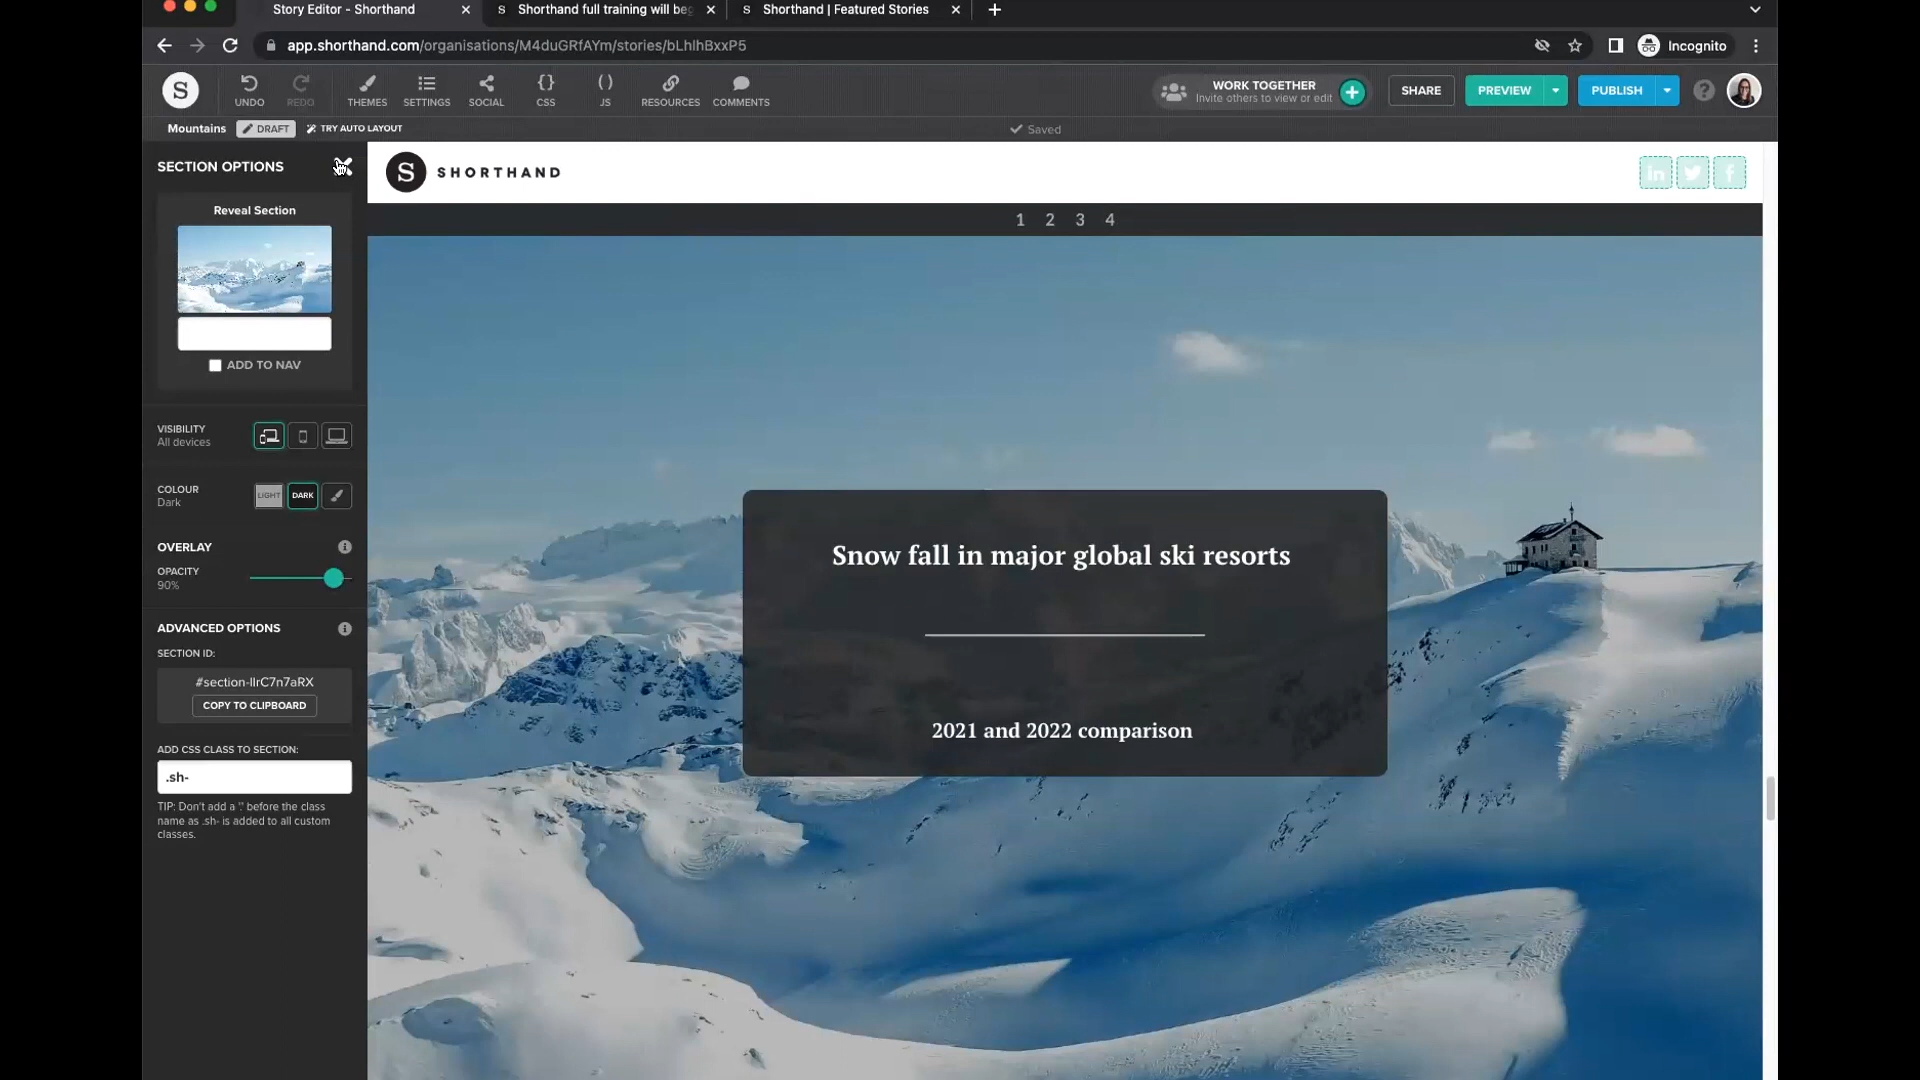 Story Editor - Shorthand
Shorthand full training will be
Shorthand | Featured Stories
app.shorthand.com/organisations/M4duGRfAYm/stories/bLhlhBxxP5
Incognito
S
UNDO
REDO
THEMES
SETTINGS
SOCIAL
{} CSS
() JS
RESOURCES
COMMENTS
WORK TOGETHER
Invite others to view or edit
SHARE
PREVIEW
PUBLISH
Mountains
DRAFT
TRY AUTO LAYOUT
Saved
SECTION OPTIONS
S SHORTHAND
in
f
Reveal Section
1 2 3 4
ADD TO NAV
VISIBILITY
All devices
COLOUR
Dark
LIGHT
DARK
OVERLAY
OPACITY
90%
ADVANCED OPTIONS
SECTION ID:
#section-IIrC7n7aRX
COPY TO CLIPBOARD
ADD CSS CLASS TO SECTION:
.sh-
TIP: Don't add a '.' before the class
name as .sh- is added to all custom
classes.
Snow fall in major global ski resorts
2021 and 2022 comparison